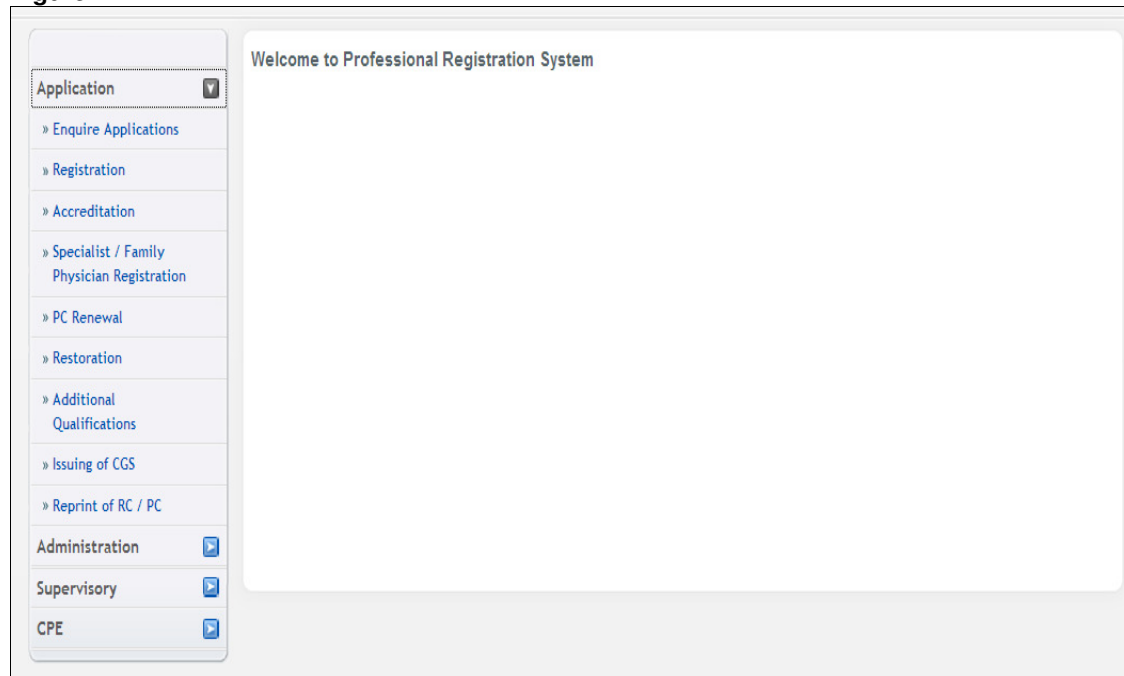 Welcome to Professional Registration System
Application
» Enquire Applications
» Registration
» Accreditation
» Specialist / Family
Physician Registration
» PC Renewal
» Restoration
» Additional
Qualifications
» Issuing of CGS
» Reprint of RC / PC
Administration
Supervisory
CPE